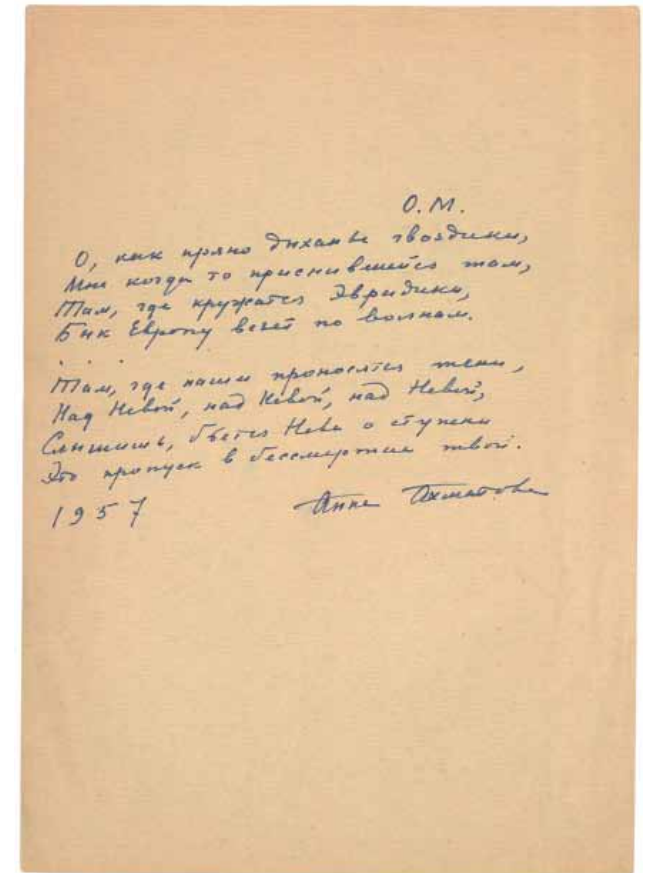 О.М.
О, как пряно дыханье гвоздики,
Мне когда то приснившейся там,
Там, где кружатся Эвридики,
Бык Европу везет по волнам.
. . .
Там, где наши проносятся тени,
Над Невой, над Невой, над Невой,
Слышишь, бьется Нева о ступени
Это пропуск в бессмертие твой.
1957 Анна Ахматова